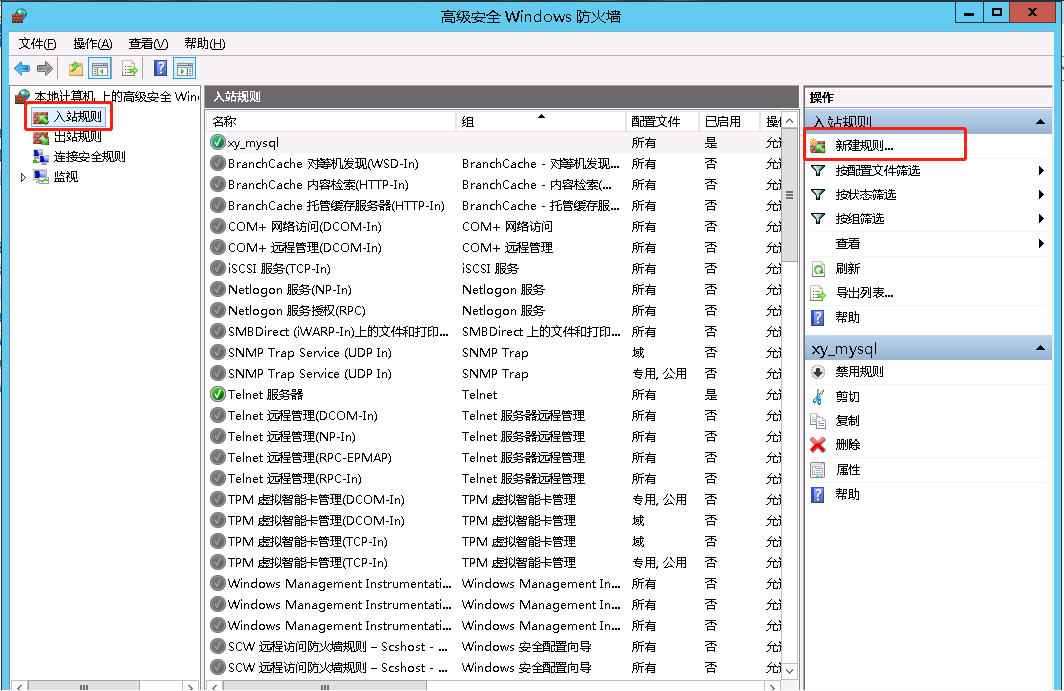 高级安全 Windows 防火墙
文件(F) 操作(A) 查看(V) 帮助(H)
本地计算机 上的高级安全 Win
入站规则
出站规则
连接安全规则
监视
入站规则
名称 组 配置文件 已启用 操
xy_mysql 所有 是 允
BranchCache 对等机发现(WSD-In) BranchCache - 对等机发现... 所有 否 允
BranchCache 内容检索(HTTP-In) BranchCache - 内容检索(... 所有 否 允
BranchCache 托管缓存服务器(HTTP-In) BranchCache - 托管缓存服... 所有 否 允
COM+ 网络访问(DCOM-In) COM+ 网络访问 所有 否 允
COM+ 远程管理(DCOM-In) COM+ 远程管理 所有 否 允
iSCSI 服务(TCP-In) iSCSI 服务 所有 否 允
Netlogon 服务(NP-In) Netlogon 服务 所有 否 允
Netlogon 服务授权(RPC) Netlogon 服务 所有 否 允
SMBDirect (iWARP-In)上的文件和打印... SMBDirect 上的文件和打印... 所有 否 允
SNMP Trap Service (UDP In) SNMP Trap 域 否 允
SNMP Trap Service (UDP In) SNMP Trap 专用, 公用 否 允
Telnet 服务器 Telnet 所有 是 允
Telnet 远程管理(DCOM-In) Telnet 服务器远程管理 所有 否 允
Telnet 远程管理(NP-In) Telnet 服务器远程管理 所有 否 允
Telnet 远程管理(RPC-EPMAP) Telnet 服务器远程管理 所有 否 允
Telnet 远程管理(RPC-In) Telnet 服务器远程管理 所有 否 允
TPM 虚拟智能卡管理(DCOM-In) TPM 虚拟智能卡管理 专用, 公用 否 允
TPM 虚拟智能卡管理(DCOM-In) TPM 虚拟智能卡管理 域 否 允
TPM 虚拟智能卡管理(TCP-In) TPM 虚拟智能卡管理 域 否 允
TPM 虚拟智能卡管理(TCP-In) TPM 虚拟智能卡管理 专用, 公用 否 允
Windows Management Instrumentati... Windows Management In... 所有 否 允
Windows Management Instrumentati... Windows Management In... 所有 否 允
Windows Management Instrumentati... Windows Management In... 所有 否 允
SCW 远程访问防火墙规则 – Scshost - ... Windows 安全配置向导 所有 否 允
SCW 远程访问防火墙规则 – Scshost - ... Windows 安全配置向导 所有 否 允
操作
入站规则
新建规则...
按配置文件筛选
按状态筛选
按组筛选
查看
刷新
导出列表...
帮助
xy_mysql
禁用规则
剪切
复制
删除
属性
帮助